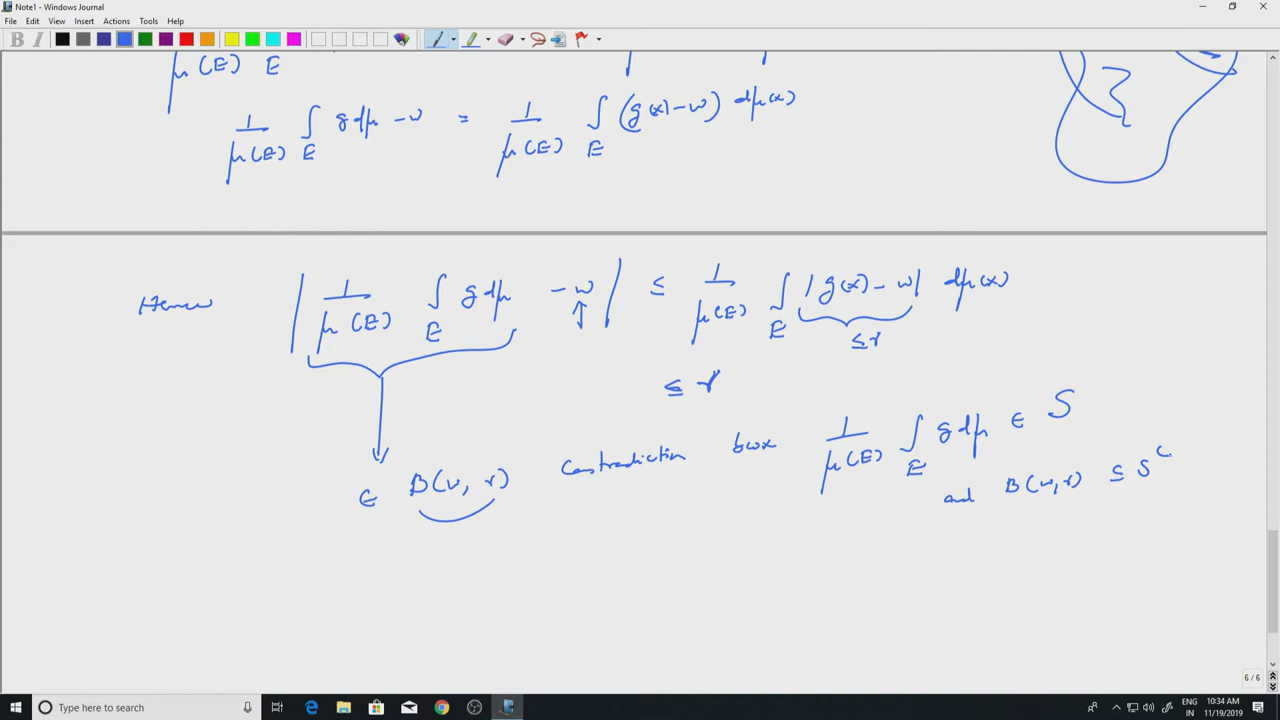 Note1 - Windows Journal
File Edit View Insert Actions Tools Help
B I
μ(E) E
1/μ(E) ∫_E g dμ - w = 1/μ(E) ∫_E (g(x) - w) dμ(x)
Hence | 1/μ(E) ∫_E g dμ - w | ≤ 1/μ(E) ∫_E |g(x) - w| dμ(x)
≤ r
≤ r
∈ B(w, r) contradiction 1/μ(E) ∫_E g dμ ∈ S
and B(w, r) ⊆ S^c
6 / 6
Type here to search
ENG 10:34 AM
IN 11/19/2019